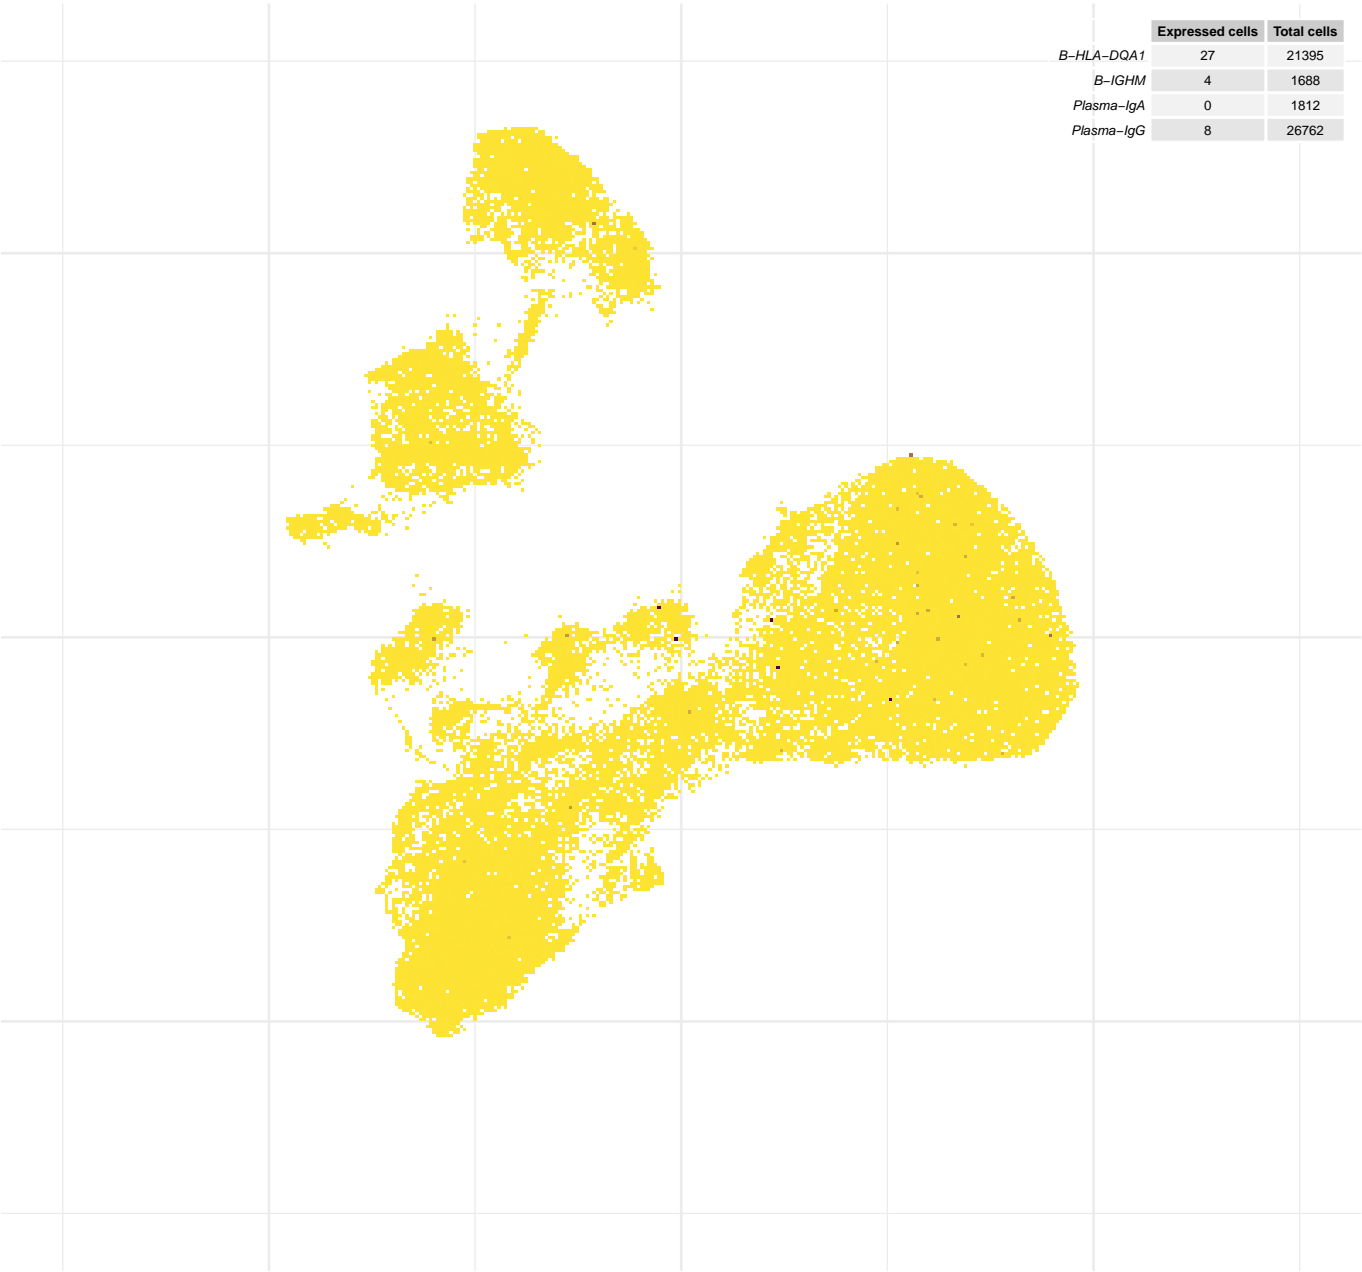 Expressed cells Total cells
B−HLA−DQA1 27 21395
B−IGHM 4 1688
Plasma−IgA 0 1812
Plasma−IgG 8 26762